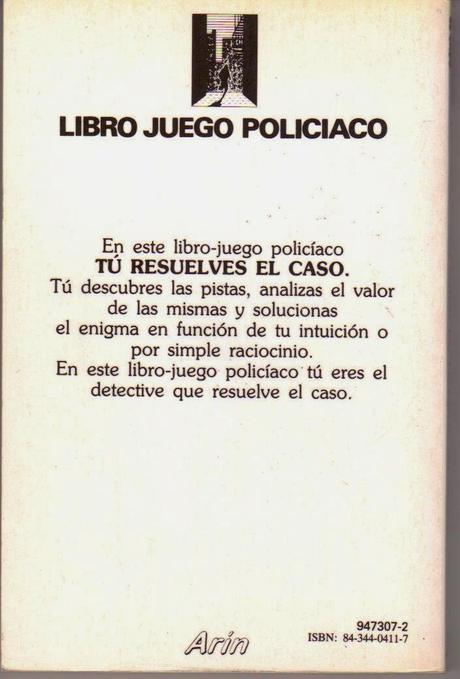 LIBRO JUEGO POLICIACO
En este libro-juego policíaco
TÚ RESUELVES EL CASO.
Tú descubres las pistas, analizas el valor
de las mismas y solucionas
el enigma en función de tu intuición o
por simple raciocinio.
En este libro-juego policíaco tú eres el
detective que resuelve el caso.
947307-2
ISBN: 84-344-0411-7
Arín